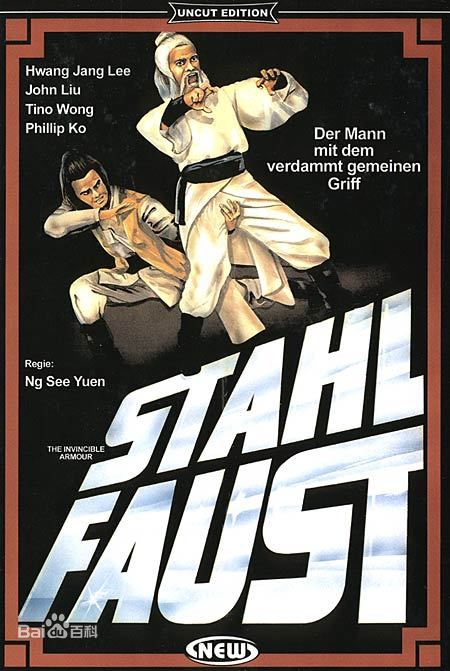 UNCUT EDITION
Hwang Jang Lee
John Liu
Tino Wong
Phillip Ko
Der Mann
mit dem
verdammt gemeinen
Griff
Regie:
Ng See Yuen
THE INVINCIBLE
ARMOUR
STAHL
FAUST
Bai百科
NEW